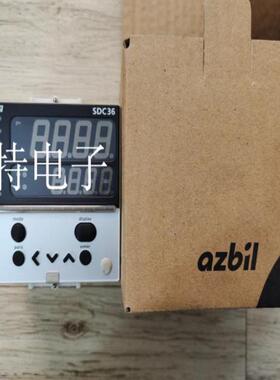 SDC36
特电子
mode
display
para
enter
azbil